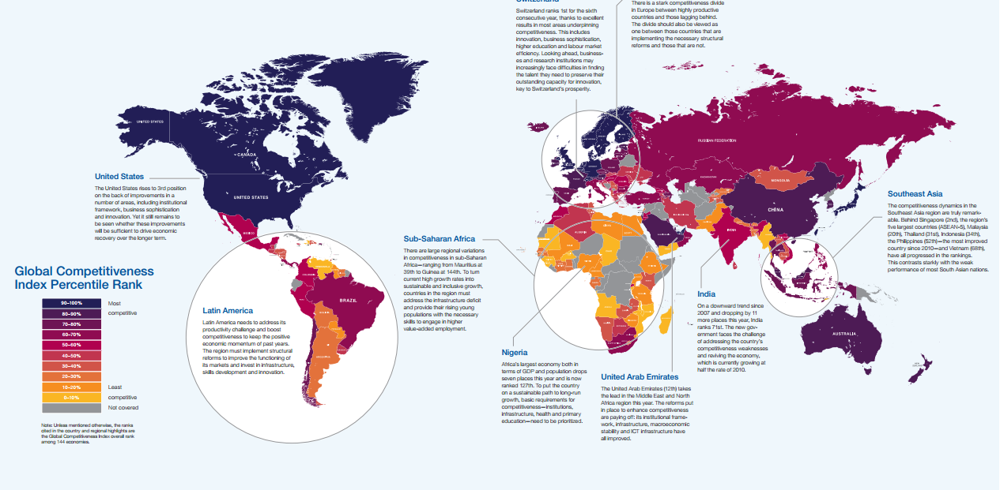 Switzerland
Switzerland ranks 1st for the sixth
consecutive year, thanks to excellent
results in most areas underpinning
competitiveness. This includes
innovation, business sophistication,
higher education and labour market
efficiency. Looking ahead, business-
es and research institutions may
increasingly face difficulties in finding
the talent they need to preserve their
outstanding capacity for innovation,
key to Switzerland's prosperity.
There is a stark competitiveness divide
in Europe between highly productive
countries and those lagging behind.
The divide should also be viewed as
one between those countries that are
implementing the necessary structural
reforms and those that are not.
UNITED STATES
CANADA
UNITED STATES
MEXICO
RUSSIAN FEDERATION
KAZAKHSTAN
MONGOLIA
CHINA
INDIA
ALGERIA
BRAZIL
AUSTRALIA
United States
The United States rises to 3rd position
on the back of improvements in a
number of areas, including institutional
framework, business sophistication
and innovation. Yet it still remains to
be seen whether these improvements
will be sufficient to drive economic
recovery over the longer term.
Global Competitiveness
Index Percentile Rank
90–100% Most
80–90% competitive
70–80%
60–70%
50–60%
40–50%
30–40%
20–30%
10–20% Least
0–10% competitive
Not covered
Note: Unless mentioned otherwise, the ranks
cited in the country and regional highlights are
the Global Competitiveness Index overall rank
among 144 economies.
Latin America
Latin America needs to address its
productivity challenge and boost
competitiveness to keep the positive
economic momentum of past years.
The region must implement structural
reforms to improve the functioning of
its markets and invest in infrastructure,
skills development and innovation.
Sub-Saharan Africa
There are large regional variations
in competitiveness in sub-Saharan
Africa—ranging from Mauritius at
39th to Guinea at 144th. To turn
current high growth rates into
sustainable and inclusive growth,
countries in the region must
address the infrastructure deficit
and provide their rising young
populations with the necessary
skills to engage in higher
value-added employment.
Nigeria
Africa's largest economy both in
terms of GDP and population drops
seven places this year and is now
ranked 127th. To put the country
on a sustainable path to long-run
growth, basic requirements for
competitiveness—institutions,
infrastructure, health and primary
education—need to be prioritized.
United Arab Emirates
The United Arab Emirates (12th) takes
the lead in the Middle East and North
Africa region this year. The reforms put
in place to enhance competitiveness
are paying off: its institutional frame-
work, infrastructure, macroeconomic
stability and ICT infrastructure have
all improved.
India
On a downward trend since
2007 and dropping by 11
more places this year, India
ranks 71st. The new gov-
ernment faces the challenge
of addressing the country's
competitiveness weaknesses
and reviving the economy,
which is currently growing at
half the rate of 2010.
Southeast Asia
The competitiveness dynamics in the
Southeast Asia region are truly remark-
able. Behind Singapore (2nd), the region's
five largest countries (ASEAN-5), Malaysia
(20th), Thailand (31st), Indonesia (34th),
the Philippines (52th)—the most improved
country since 2010—and Vietnam (68th),
have all progressed in the rankings.
This contrasts starkly with the weak
performance of most South Asian nations.